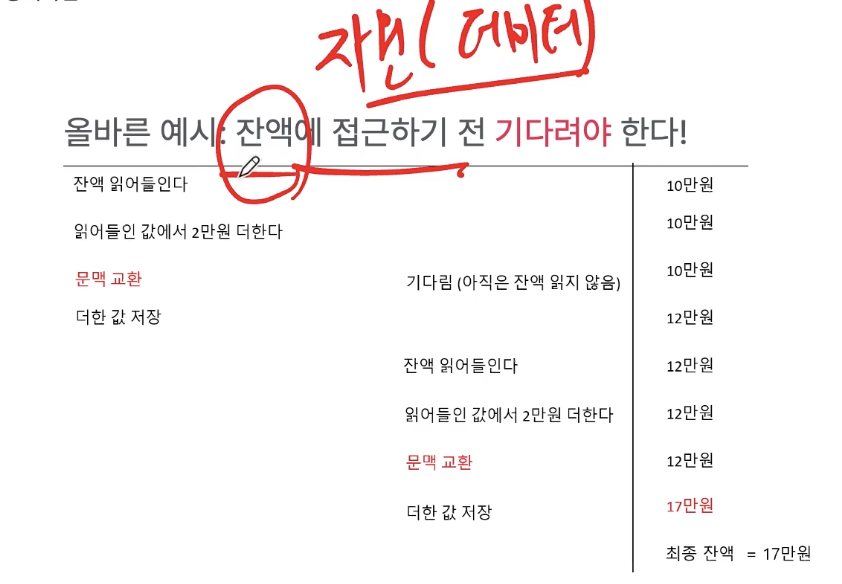 자원( 데이터)
올바른 예시: 잔액에 접근하기 전 기다려야 한다!
잔액 읽어들인다 10만원
읽어들인 값에서 2만원 더한다 10만원
문맥 교환 기다림 (아직은 잔액 읽지 않음) 10만원
더한 값 저장 12만원
잔액 읽어들인다 12만원
읽어들인 값에서 2만원 더한다 12만원
문맥 교환 12만원
더한 값 저장 17만원
최종 잔액 = 17만원